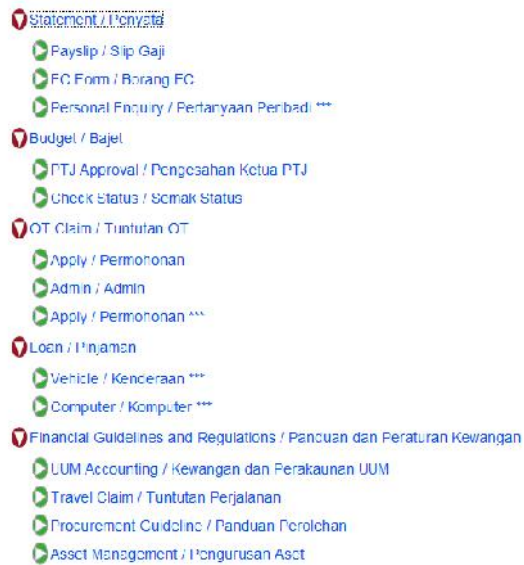 Statement / Penyata
Payslip / Slip Gaji
EC Form / Borang EC
Personal Enquiry / Pertanyaan Peribadi ***
Budget / Bajet
PTJ Approval / Pengesahan Ketua PTJ
Check Status / Semak Status
OT Claim / Tuntutan OT
Apply / Permohonan
Admin / Admin
Apply / Permohonan ***
Loan / Pinjaman
Vehicle / Kenderaan ***
Computer / Komputer ***
Financial Guidelines and Regulations / Panduan dan Peraturan Kewangan
UUM Accounting / Kewangan dan Perakaunan UUM
Travel Claim / Tuntutan Perjalanan
Procurement Guideline / Panduan Perolehan
Asset Management / Pengurusan Aset